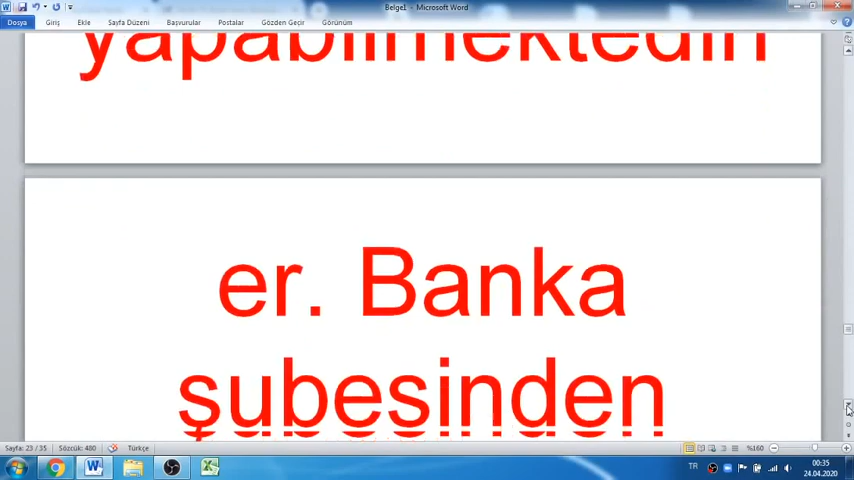 Belge1 - Microsoft Word
Dosya Giriş Ekle Sayfa Düzeni Başvurular Postalar Gözden Geçir Görünüm
yapabilmektedirl
er. Banka
şubesinden
Sayfa: 23 / 35 Sözcük: 480 Türkçe %160
TR 00:35
24.04.2020